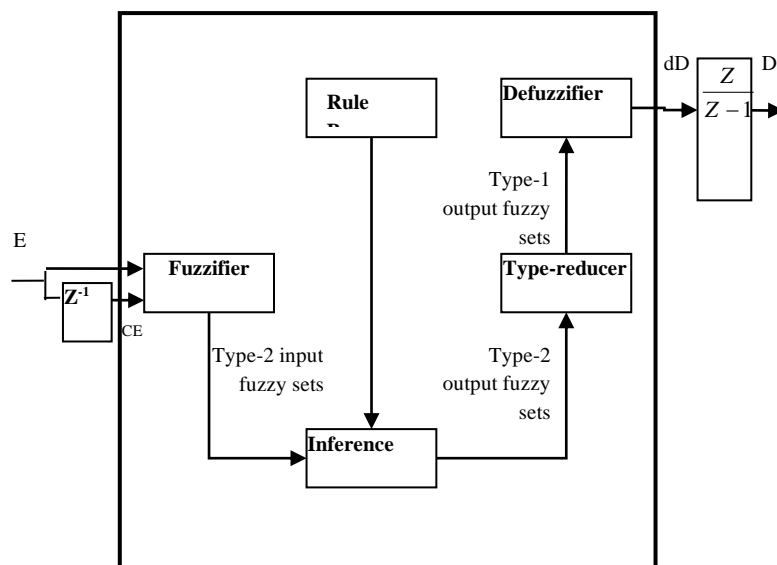 dD
D
Z
Z – 1
Rule
Defuzzifier
Type-1
output fuzzy
sets
E
Fuzzifier
Type-reducer
Z-1
CE
Type-2 input
fuzzy sets
Type-2
output fuzzy
sets
Inference